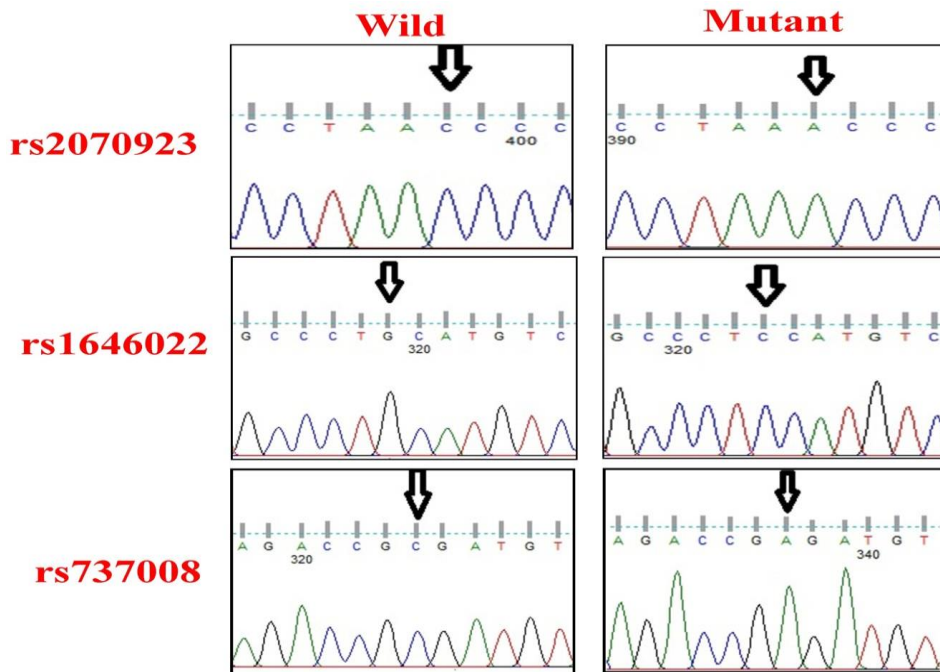 Wild Mutant
rs2070923
C C T A A C C C C
400
C C T A A A C C C
390
rs1646022
G C C C T G C A T G T C
320
G C C C T C C A T G T C
320
rs737008
A G A C C G C G A T G T
320
A G A C C G A G A T G T
340